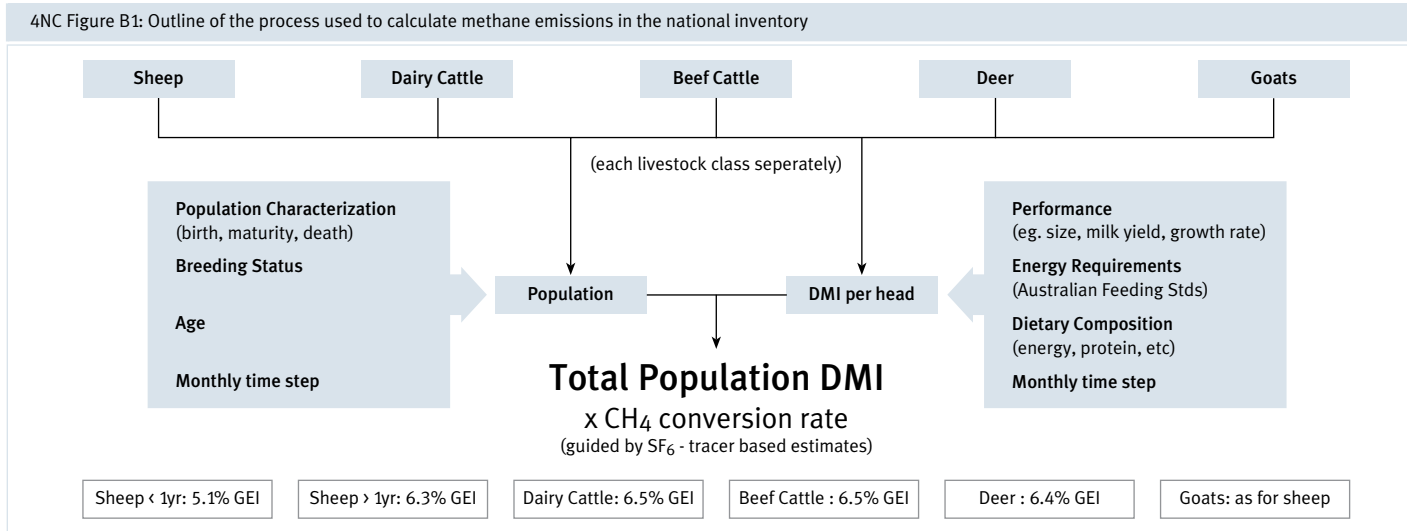 4NC Figure B1: Outline of the process used to calculate methane emissions in the national inventory
Sheep
Dairy Cattle
Beef Cattle
Deer
Goats
(each livestock class seperately)
Population Characterization
(birth, maturity, death)
Breeding Status
Age
Monthly time step
Population
DMI per head
Performance
(eg. size, milk yield, growth rate)
Energy Requirements
(Australian Feeding Stds)
Dietary Composition
(energy, protein, etc)
Monthly time step
Total Population DMI
x CH4 conversion rate
(guided by SF6 - tracer based estimates)
Sheep < 1yr: 5.1% GEI
Sheep > 1yr: 6.3% GEI
Dairy Cattle: 6.5% GEI
Beef Cattle : 6.5% GEI
Deer : 6.4% GEI
Goats: as for sheep